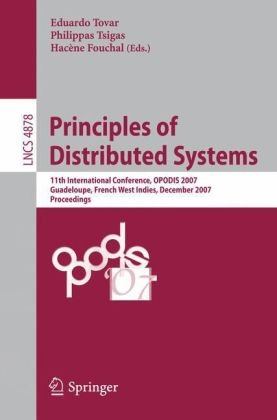 Eduardo Tovar
Philippas Tsigas
Hacène Fouchal (Eds.)
LNCS 4878
Principles of
Distributed Systems
11th International Conference, OPODIS 2007
Guadeloupe, French West Indies, December 2007
Proceedings
opodis
'07
Springer